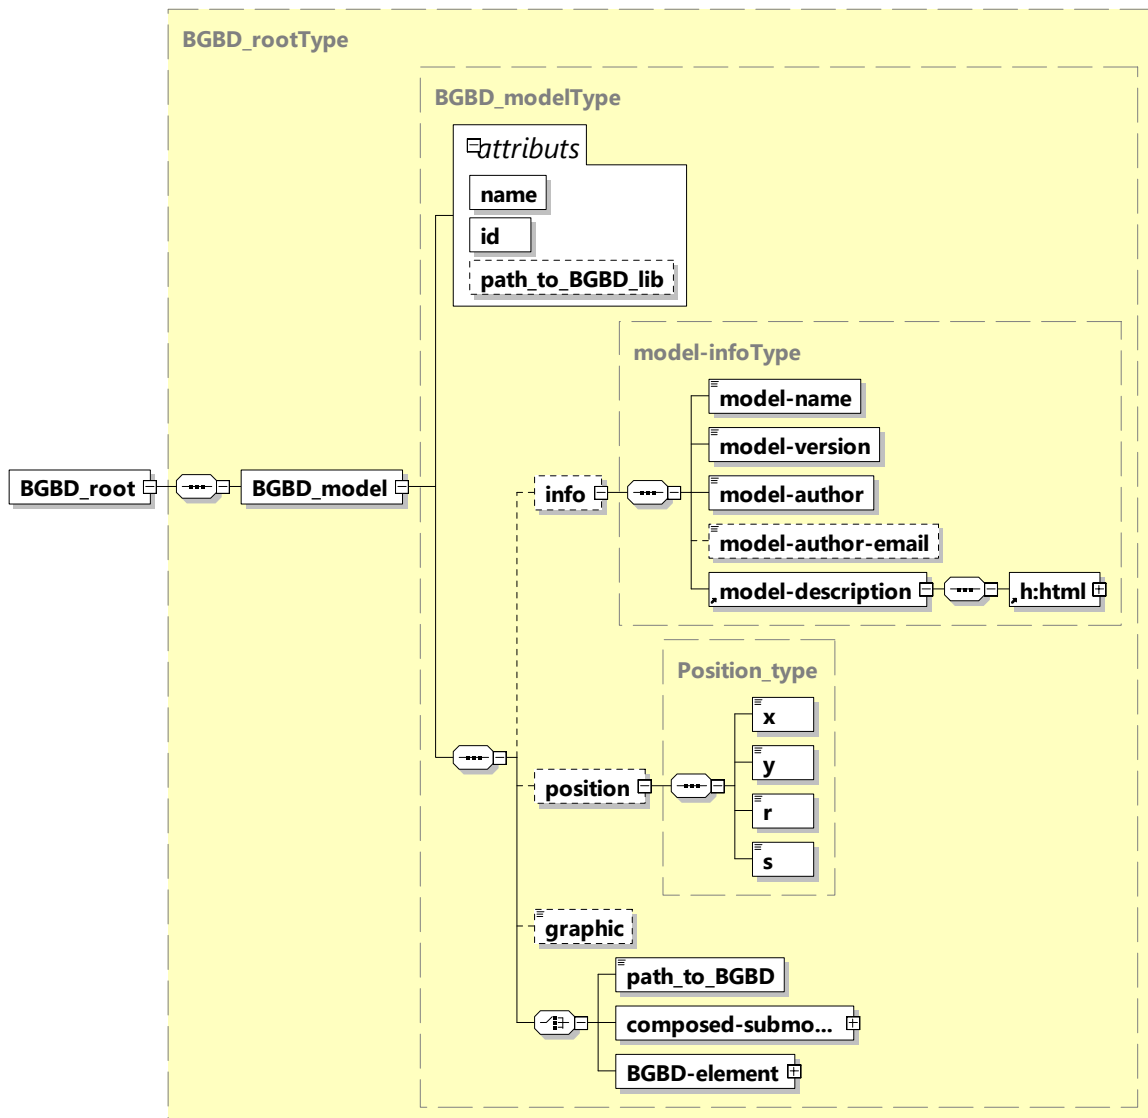 BGBD_rootType
BGBD_modelType
attributs
name
id
path_to_BGBD_lib
model-infoType
model-name
model-version
BGBD_root
BGBD_model
info
model-author
model-author-email
model-description
h:html
Position_type
x
y
position
r
s
graphic
path_to_BGBD
composed-submo...
BGBD-element